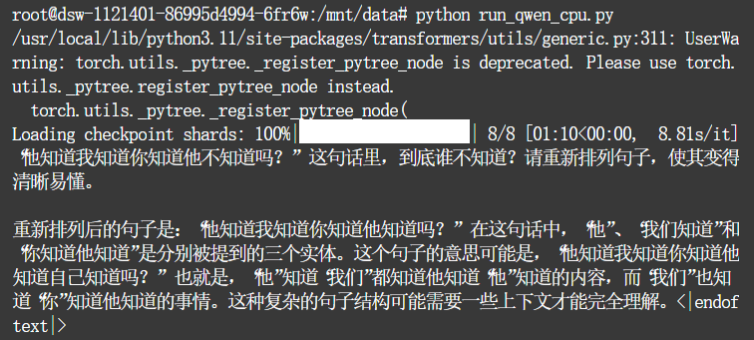 root@dsw-1121401-86995d4994-6fr6w:/mnt/data# python run_qwen_cpu.py
/usr/local/lib/python3.11/site-packages/transformers/utils/generic.py:311: UserWa
rning: torch.utils._pytree._register_pytree_node is deprecated. Please use torch.
utils._pytree.register_pytree_node instead.
  torch.utils._pytree._register_pytree_node(
Loading checkpoint shards: 100%|██████████| 8/8 [01:10<00:00,  8.81s/it]
“他知道我知道你知道他不知道吗？”这句话里，到底谁不知道？请重新排列句子，使其变得
清晰易懂。

重新排列后的句子是：“他知道我知道你知道他知道吗？”在这句话中，“他”、“我们知道”和
“你知道他知道”是分别被提到的三个实体。这个句子的意思可能是，“他知道我知道你知道他
知道自己知道吗？”也就是，“他”知道“我们”都知道他知道“他”知道的内容，而“我们”也知
道“你”知道他知道的事情。这种复杂的句子结构可能需要一些上下文才能完全理解。<|endof
text|>